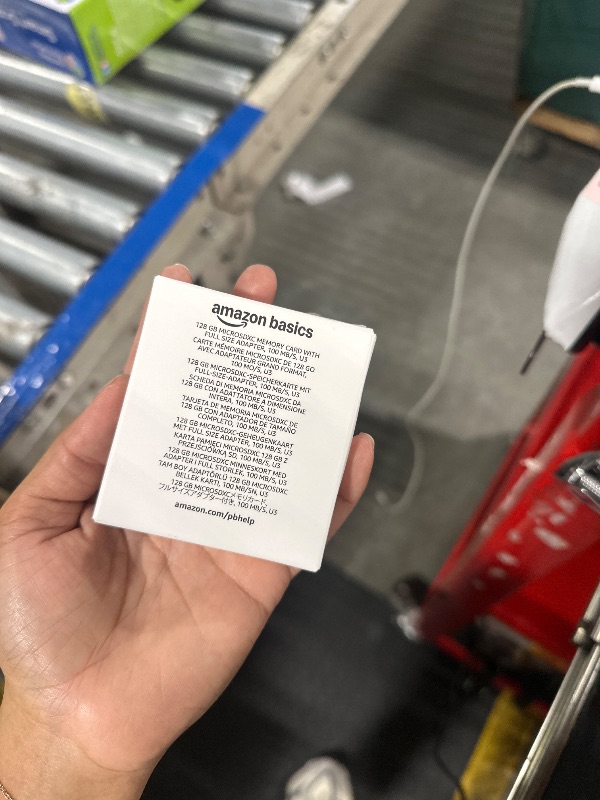 amazon basics
128 GB MICROSDXC MEMORY CARD WITH
FULL SIZE ADAPTER, 100 MB/S, U3
CARTE MÉMOIRE MICROSDXC DE 128 GO
AVEC ADAPTATEUR GRAND FORMAT,
100 MO/S, U3
128 GB MICROSDXC-SPEICHERKARTE MIT
FULL-SIZE-ADAPTER, 100 MB/S, U3
SCHEDA DI MEMORIA MICROSDXC DA
128 GB CON ADATTATORE A DIMENSIONE
INTERA, 100 MB/S, U3
TARJETA DE MEMORIA MICROSDXC DE
128 GB CON ADAPTADOR DE TAMAÑO
COMPLETO, 100 MB/S, U3
128 GB MICROSDXC-GEHEUGENKAART
MET FULL SIZE ADAPTER, 100 MB/S, U3
KARTA PAMIĘCI MICROSDXC 128 GB Z
PRZEJŚCIÓWKĄ SD, 100 MB/S, U3
128 GB MICROSDXC MINNESKORT MED
ADAPTER I FULL STORLEK, 100 MB/S, U3
TAM BOY ADAPTÖRLÜ 128 GB MICROSDXC
BELLEK KARTI, 100 MB/SN, U3
128 GB MICROSDXCメモリカード、
フルサイズアダプター付き、100 MB/S, U3
amazon.com/pbhelp